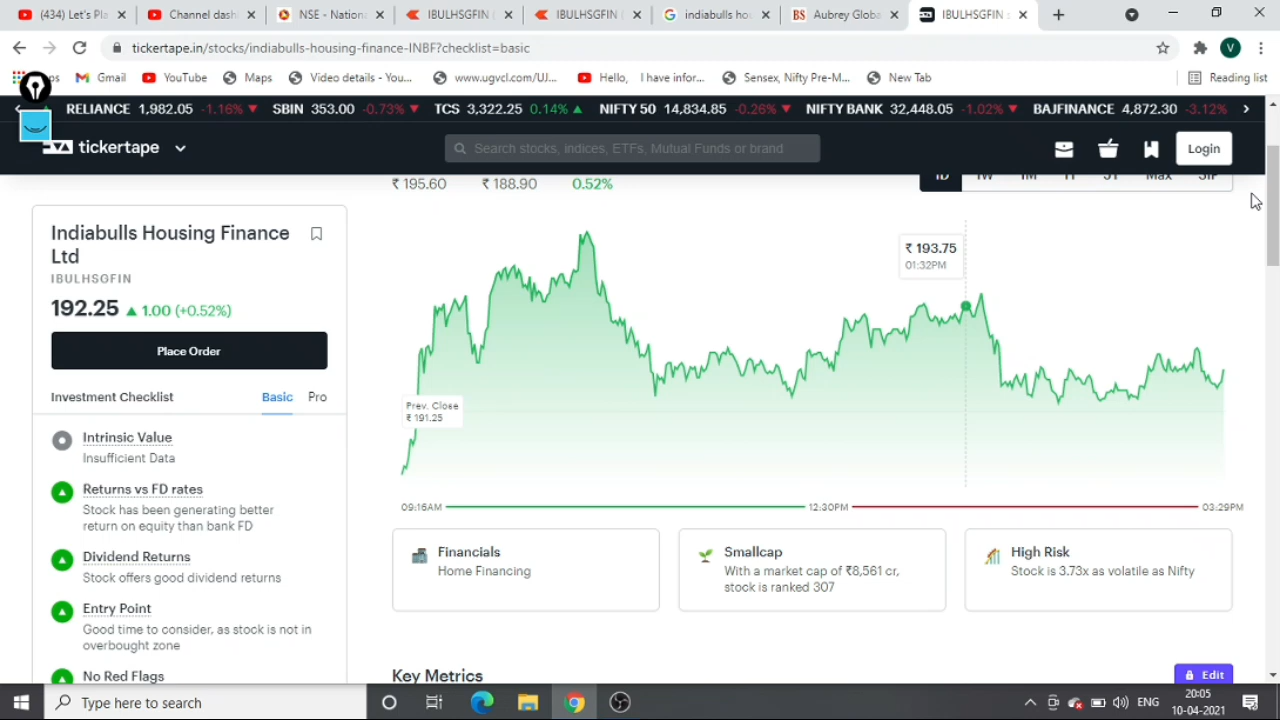 (434) Let's Pla
Channel dash
NSE - Nationa
IBULHSGFIN
IBULHSGFIN (
indiabulls hou
BS Aubrey Globa
IBULHSGFIN s
V
tickertape.in/stocks/indiabulls-housing-finance-INBF?checklist=basic
Gmail
YouTube
Maps
Video details - You...
www.ugvcl.com/UJ...
Hello, I have infor...
Sensex, Nifty Pre-M...
New Tab
Reading list
RELIANCE 1,982.05 -1.16% ▼ SBIN 353.00 -0.73% ▼ TCS 3,322.25 0.14% ▲ NIFTY 50 14,834.85 -0.26% ▼ NIFTY BANK 32,448.05 -1.02% ▼ BAJFINANCE 4,872.30 -3.12%
tickertape
Search stocks, indices, ETFs, Mutual Funds or brand
Login
₹ 195.60 ₹ 188.90 0.52%
1D 1W 1M 1Y 5Y Max SIP
Indiabulls Housing Finance
Ltd
IBULHSGFIN
192.25 ▲ 1.00 (+0.52%)
Place Order
Investment Checklist Basic Pro
Intrinsic Value
Insufficient Data
Returns vs FD rates
Stock has been generating better
return on equity than bank FD
Dividend Returns
Stock offers good dividend returns
Entry Point
Good time to consider, as stock is not in
overbought zone
No Red Flags
₹ 193.75
01:32PM
Prev. Close
₹ 191.25
09:16AM 12:30PM 03:29PM
Financials
Home Financing
Smallcap
With a market cap of ₹8,561 cr,
stock is ranked 307
High Risk
Stock is 3.73x as volatile as Nifty
Key Metrics
Edit
Type here to search
ENG
20:05
10-04-2021